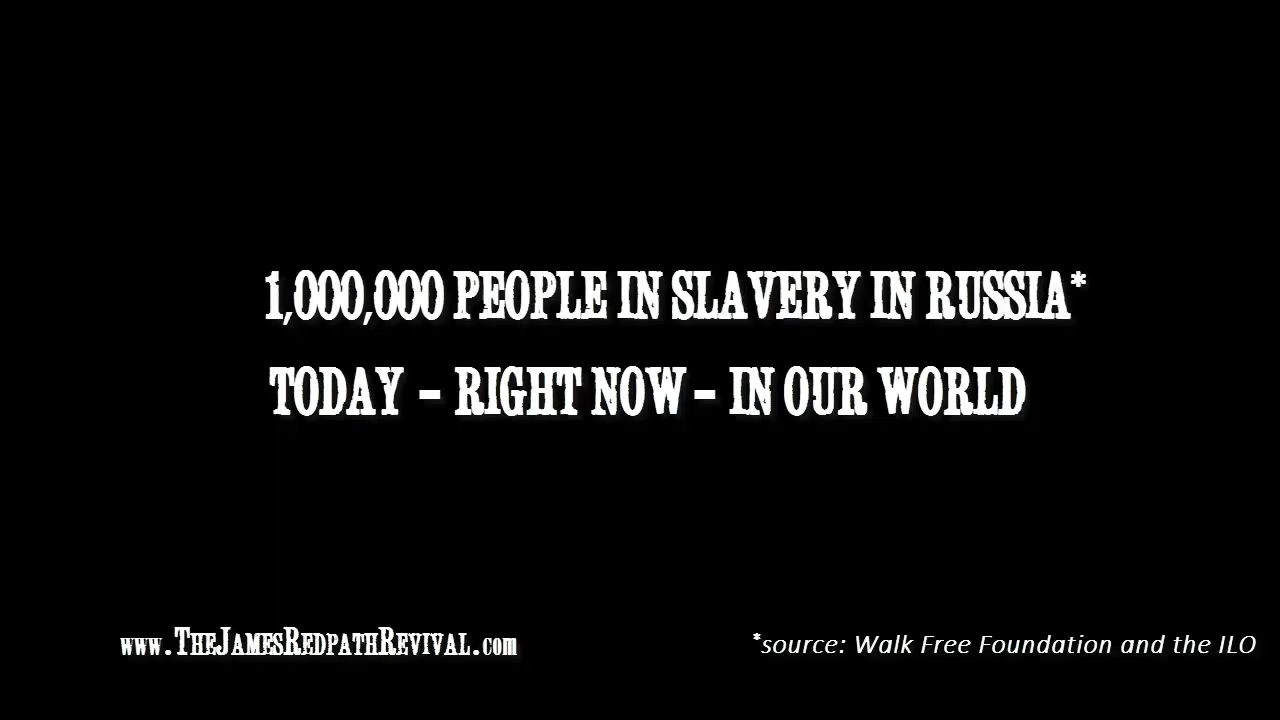 1,000,000 PEOPLE IN SLAVERY IN RUSSIA*
TODAY - RIGHT NOW - IN OUR WORLD
www.TheJamesRedpathRevival.com
*source: Walk Free Foundation and the ILO